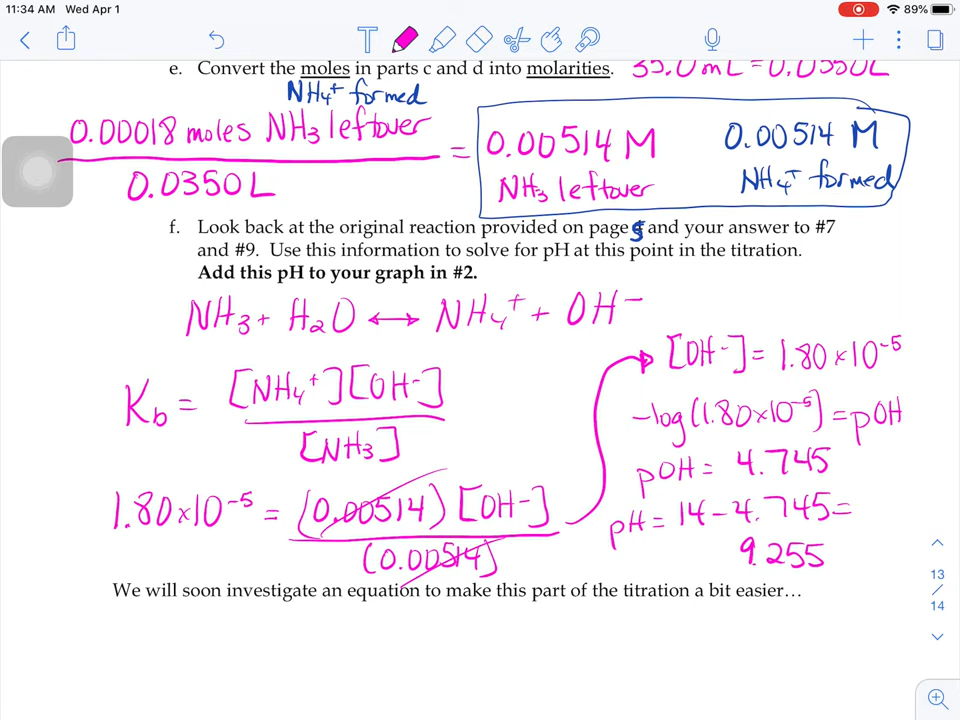 11:34 AM Wed Apr 1
89%
e. Convert the moles in parts c and d into molarities. 35.0mL = 0.0350L
NH₄⁺ formed
0.00018 moles NH₃ leftover
0.0350L
= 0.00514 M
NH₃ leftover
0.00514 M
NH₄⁺ formed
f. Look back at the original reaction provided on page 5 and your answer to #7
and #9. Use this information to solve for pH at this point in the titration.
Add this pH to your graph in #2.
NH₃ + H₂O ↔ NH₄⁺ + OH⁻
Kb = [NH₄⁺][OH⁻]
[NH₃]
1.80×10⁻⁵ = (0.00514) [OH⁻]
(0.00514)
[OH⁻] = 1.80×10⁻⁵
-log(1.80×10⁻⁵) = pOH
pOH = 4.745
pH = 14 - 4.745 =
9.255
We will soon investigate an equation to make this part of the titration a bit easier…
13
/
14